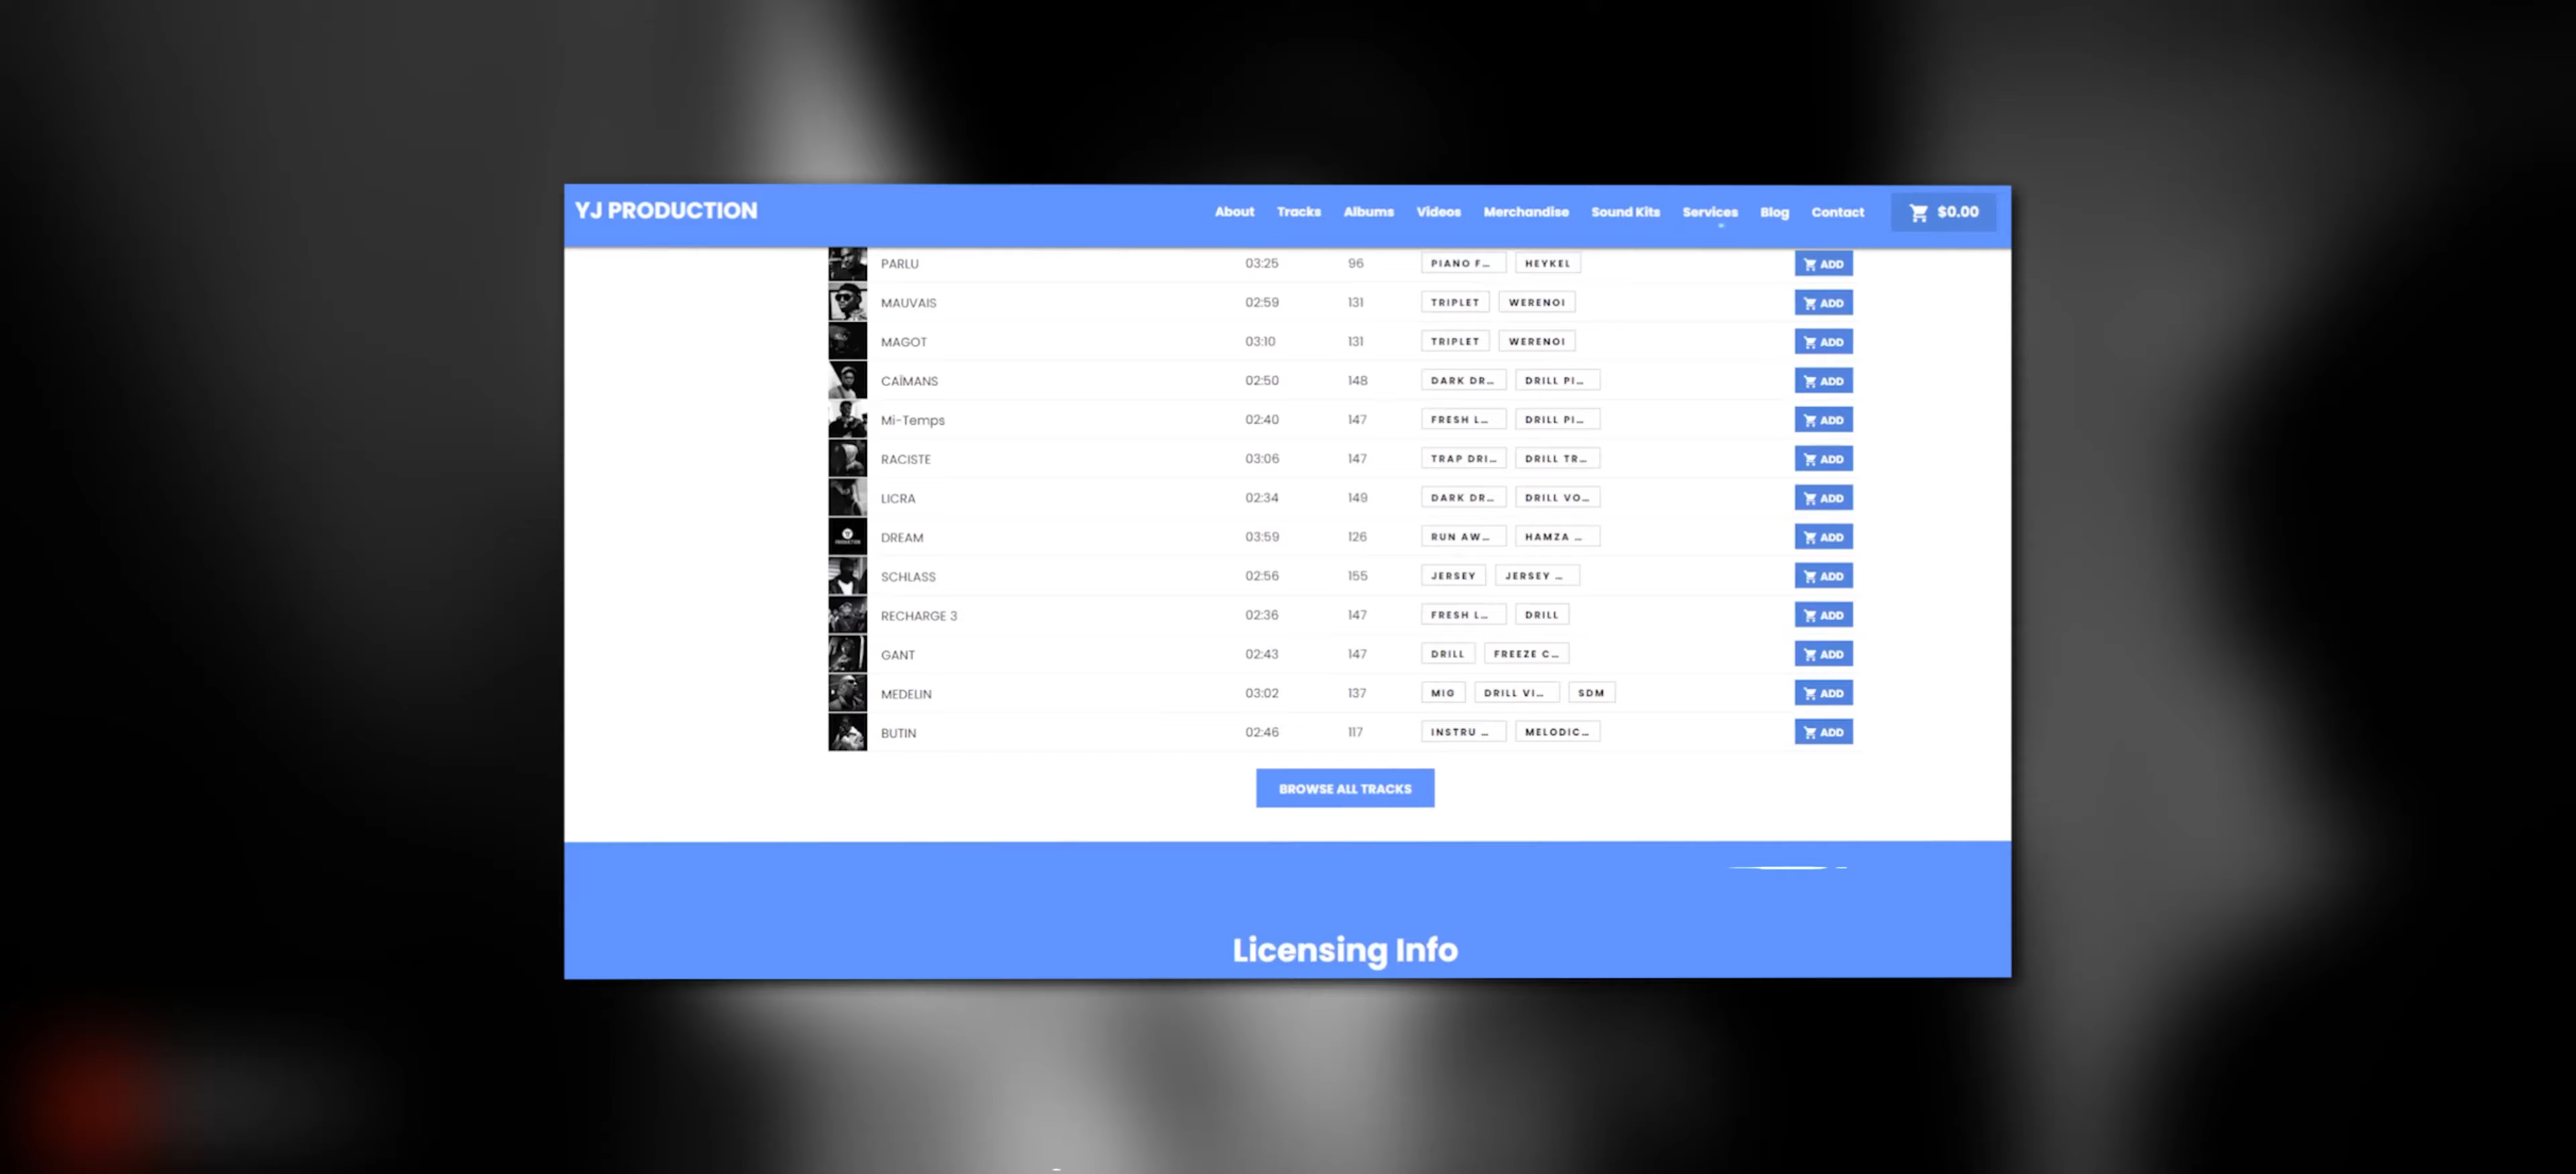 YJ PRODUCTION About Tracks Albums Videos Merchandise Sound Kits Services Blog Contact $0.00
PARLU 03:25 96 PIANO F... HEYKEL ADD
MAUVAIS 02:59 131 TRIPLET WERENOI ADD
MAGOT 03:10 131 TRIPLET WERENOI ADD
CAÏMANS 02:50 148 DARK DR... DRILL PI... ADD
Mi-Temps 02:40 147 FRESH L... DRILL PI... ADD
RACISTE 03:06 147 TRAP DRI... DRILL TR... ADD
LICRA 02:34 149 DARK DR... DRILL VO... ADD
DREAM 03:59 126 RUN AW... HAMZA ... ADD
SCHLASS 02:56 155 JERSEY JERSEY ... ADD
RECHARGE 3 02:36 147 FRESH L... DRILL ADD
GANT 02:43 147 DRILL FREEZE C... ADD
MEDELIN 03:02 137 MIG DRILL VI... SDM ADD
BUTIN 02:46 117 INSTRU ... MELODIC... ADD
BROWSE ALL TRACKS
Licensing Info